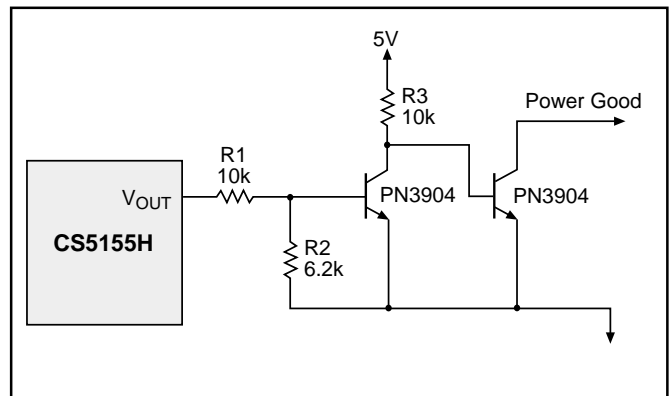 5V
R3
10k
Power Good
R1
10k
VOUT
PN3904
PN3904
CS5155H
R2
6.2k